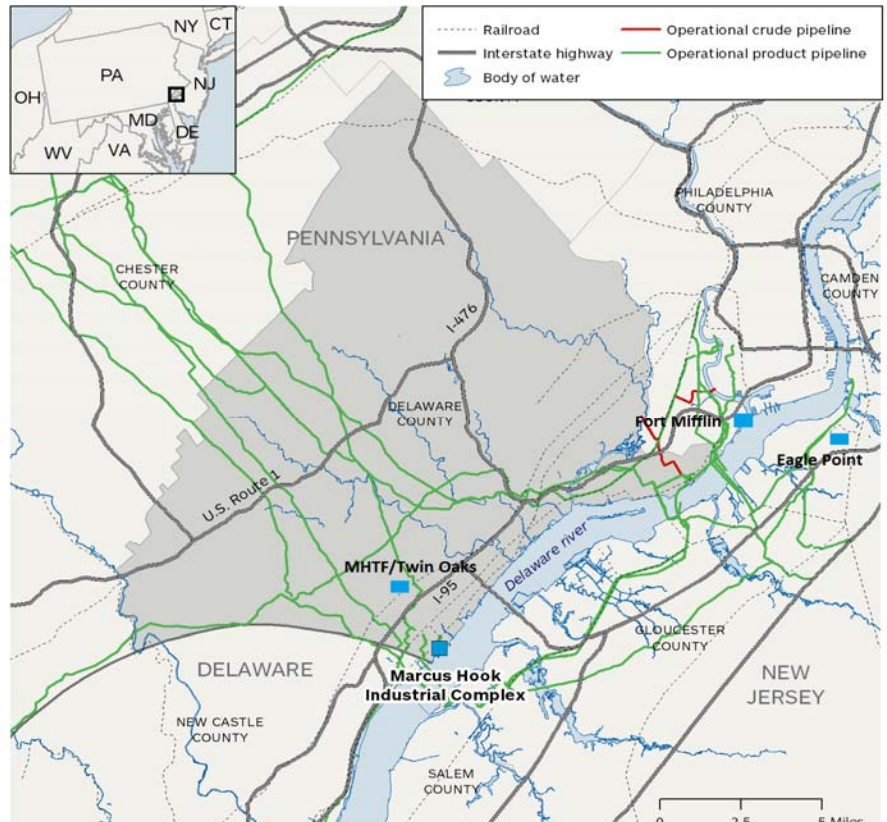 NY
CT
PA
NJ
OH
MD
DE
WV
VA
Railroad
Operational crude pipeline
Interstate highway
Operational product pipeline
Body of water
PHILADELPHIA
COUNTY
PENNSYLVANIA
CHESTER
COUNTY
CAMDEN
COUNTY
I-476
DELAWARE
COUNTY
Fort Mifflin
Eagle Point
U.S. Route 1
MHTF/Twin Oaks
I-95
Delaware river
GLOUCESTER
COUNTY
DELAWARE
Marcus Hook
Industrial Complex
NEW
JERSEY
NEW CASTLE
COUNTY
SALEM
COUNTY
0 2.5 5 Miles